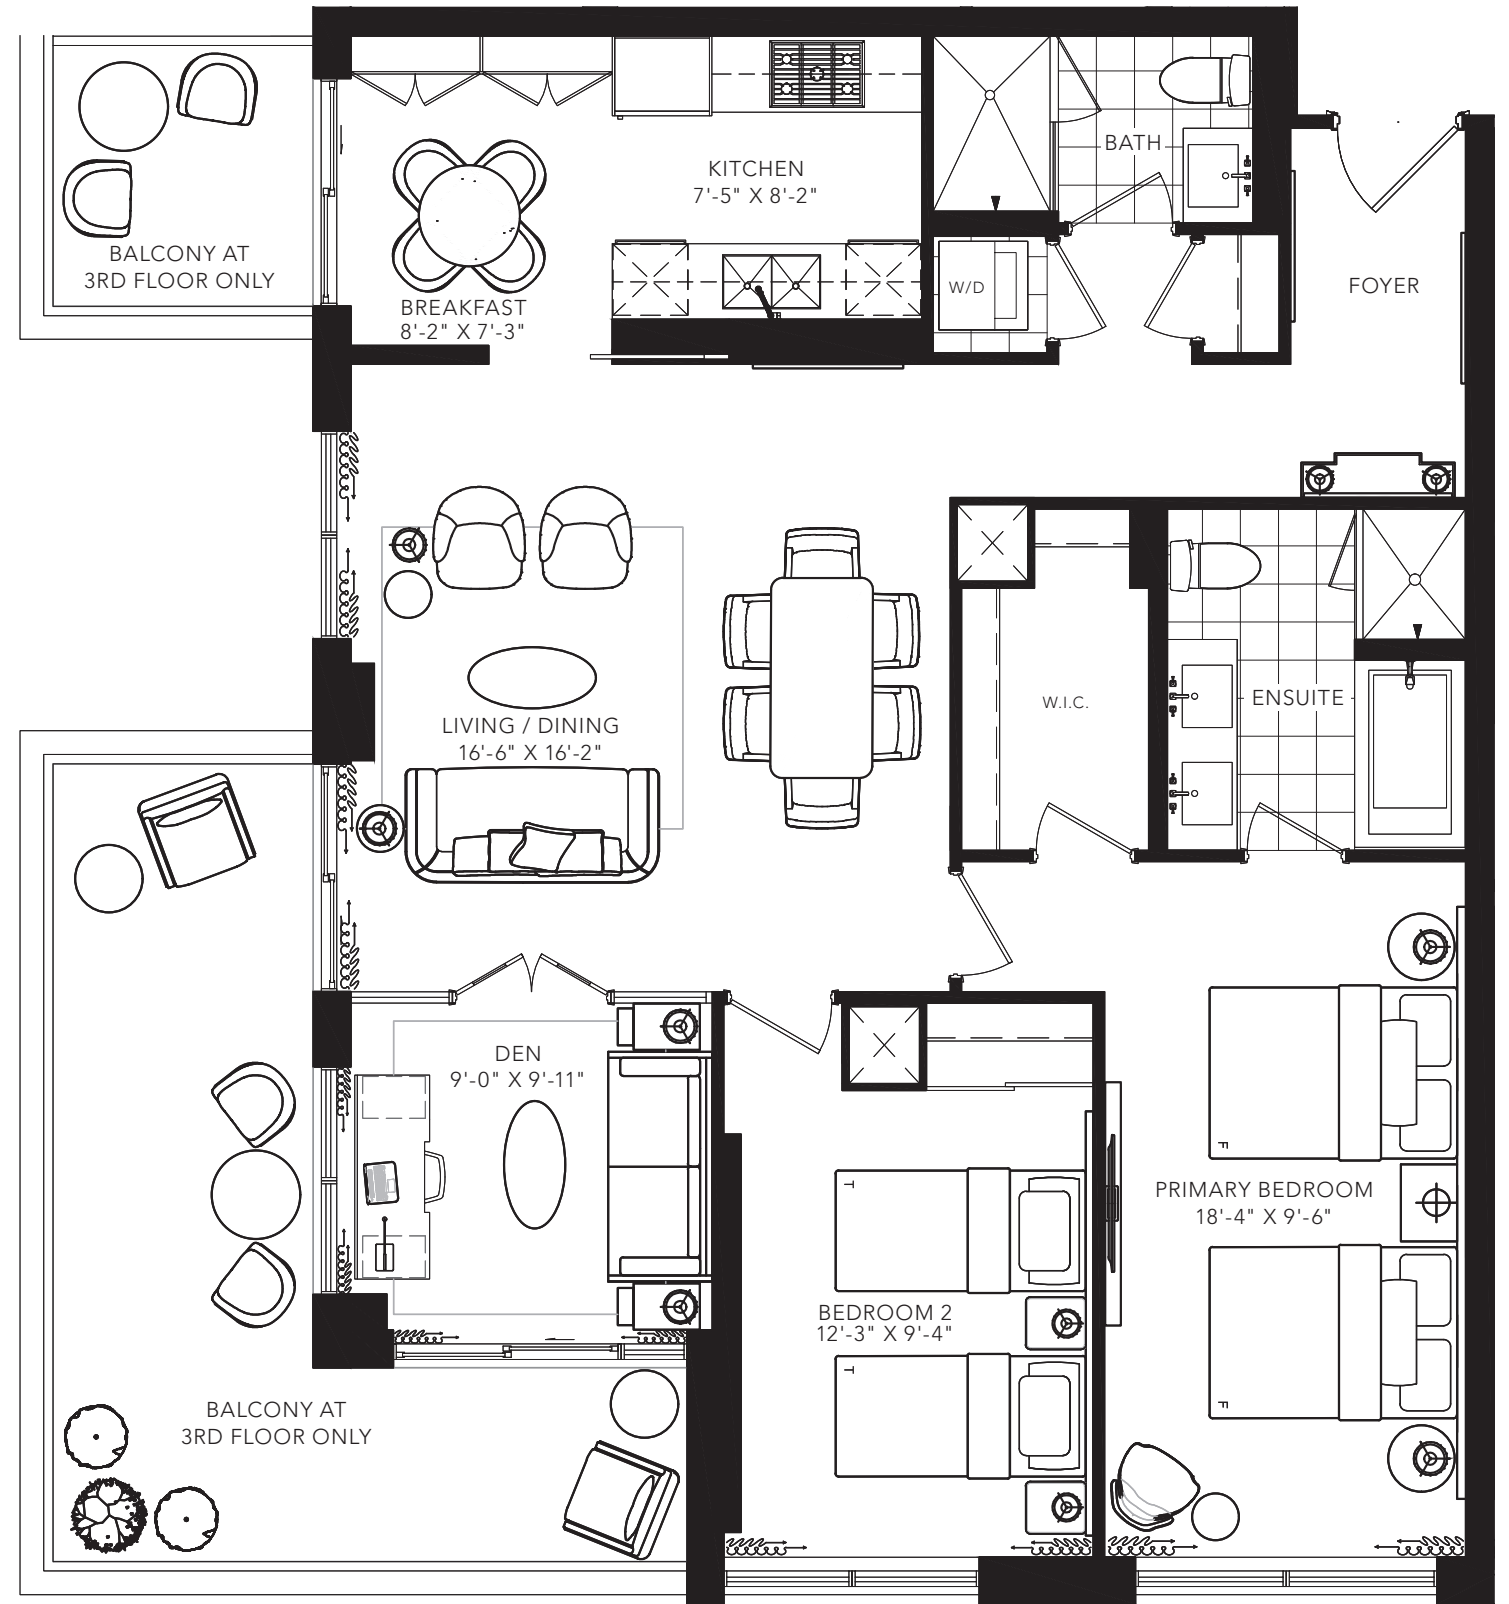 BATH
KITCHEN
7'-5" X 8'-2"
BALCONY AT
3RD FLOOR ONLY
W/D
FOYER
BREAKFAST
8'-2" X 7'-3"
LIVING / DINING
16'-6" X 16'-2"
W.I.C.
ENSUITE
DEN
9'-0" X 9'-11"
F
T
PRIMARY BEDROOM
18'-4" X 9'-6"
BEDROOM 2
12'-3" X 9'-4"
T
F
BALCONY AT
3RD FLOOR ONLY